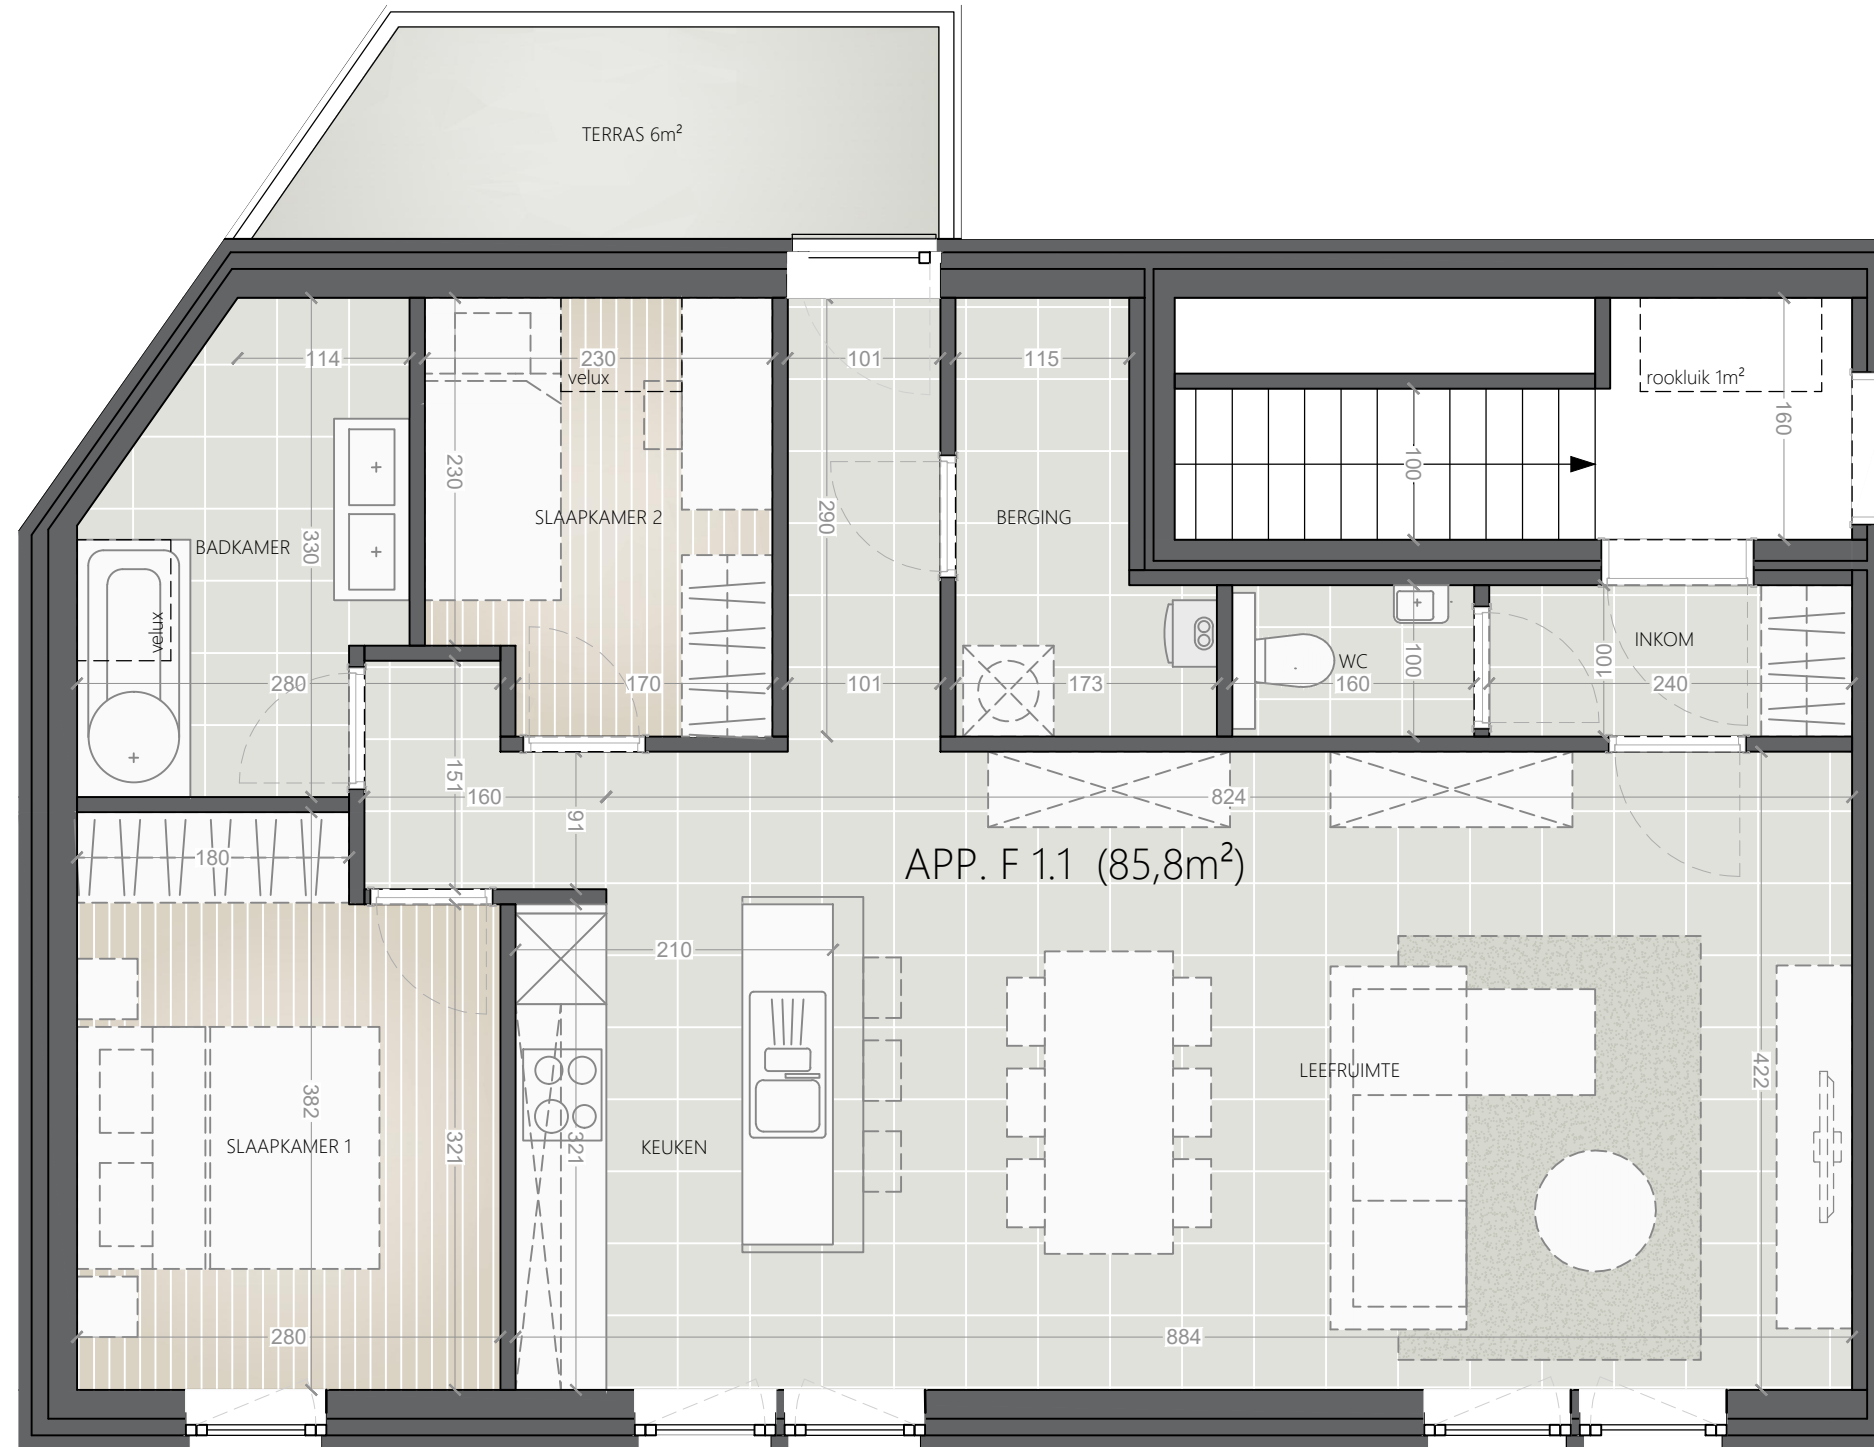 TERRAS 6m²
114
230
velux
101
115
rookluik 1m²
160
100
230
290
SLAAPKAMER 2
BERGING
BADKAMER
330
velux
INKOM
WC
100
100
280
170
101
173
160
240
151
160
91
824
180
APP. F 1.1 (85,8m²)
210
LEEFRUIMTE
422
382
SLAAPKAMER 1
321
321
KEUKEN
280
884